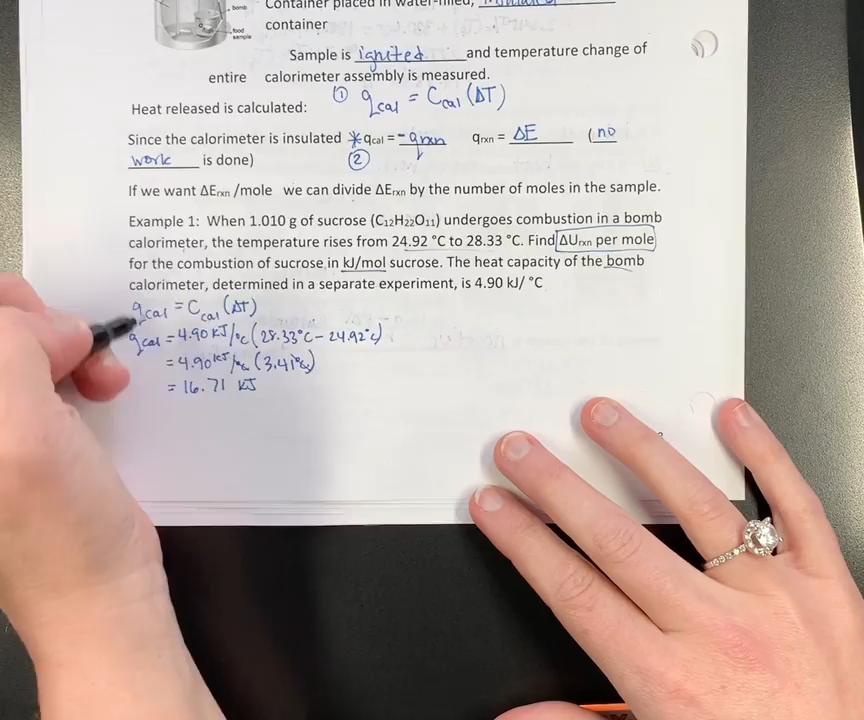 bomb
food
sample
Container placed in water-filled,
container
Sample is ignited and temperature change of
entire calorimeter assembly is measured.
Heat released is calculated: ① qcal = Ccal (ΔT)
Since the calorimeter is insulated *qcal = -qrxn qrxn = ΔE (no
② work is done)
If we want ΔErxn /mole we can divide ΔErxn by the number of moles in the sample.
Example 1: When 1.010 g of sucrose (C12H22O11) undergoes combustion in a bomb
calorimeter, the temperature rises from 24.92 °C to 28.33 °C. Find ΔUrxn per mole
for the combustion of sucrose in kJ/mol sucrose. The heat capacity of the bomb
calorimeter, determined in a separate experiment, is 4.90 kJ/ °C
qcal = Ccal (ΔT)
qcal = 4.90 KJ/°C (28.33°C - 24.92°C)
= 4.90 KJ/°C (3.41°C)
= 16.71 KJ